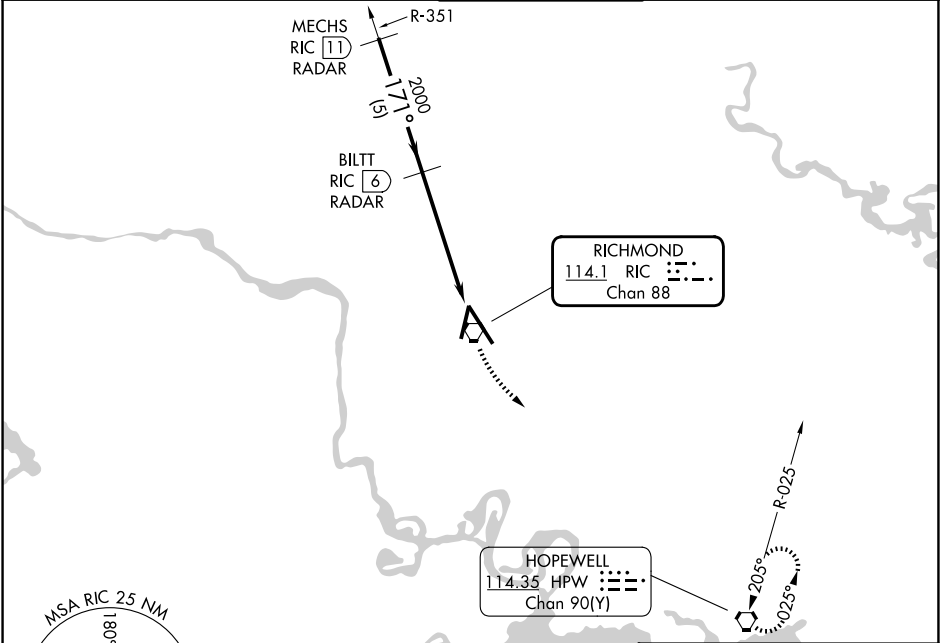 R-351
MECHS
RIC 11
RADAR
2000
171°
(5)
BILTT
RIC 6
RADAR
RICHMOND
114.1 RIC
Chan 88
R-025
HOPEWELL
114.35 HPW
Chan 90(Y)
205°
025°
MSA RIC 25 NM
180°